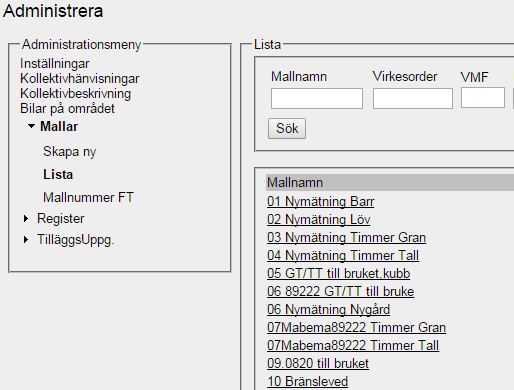 Administrera
Administrationsmeny
Inställningar
Kollektivhänvisningar
Kollektivbeskrivning
Bilar på området
Mallar
Skapa ny
Lista
Mallnummer FT
Register
TilläggsUppg.
Lista
Mallnamn Virkesorder VMF
Sök
Mallnamn
01 Nymätning Barr
02 Nymätning Löv
03 Nymätning Timmer Gran
04 Nymätning Timmer Tall
05 GT/TT till bruket,kubb
06 89222 GT/TT till bruke
06 Nymätning Nygård
07Mabema89222 Timmer Gran
07Mabema89222 Timmer Tall
09.0820 till bruket
10 Bränsleved